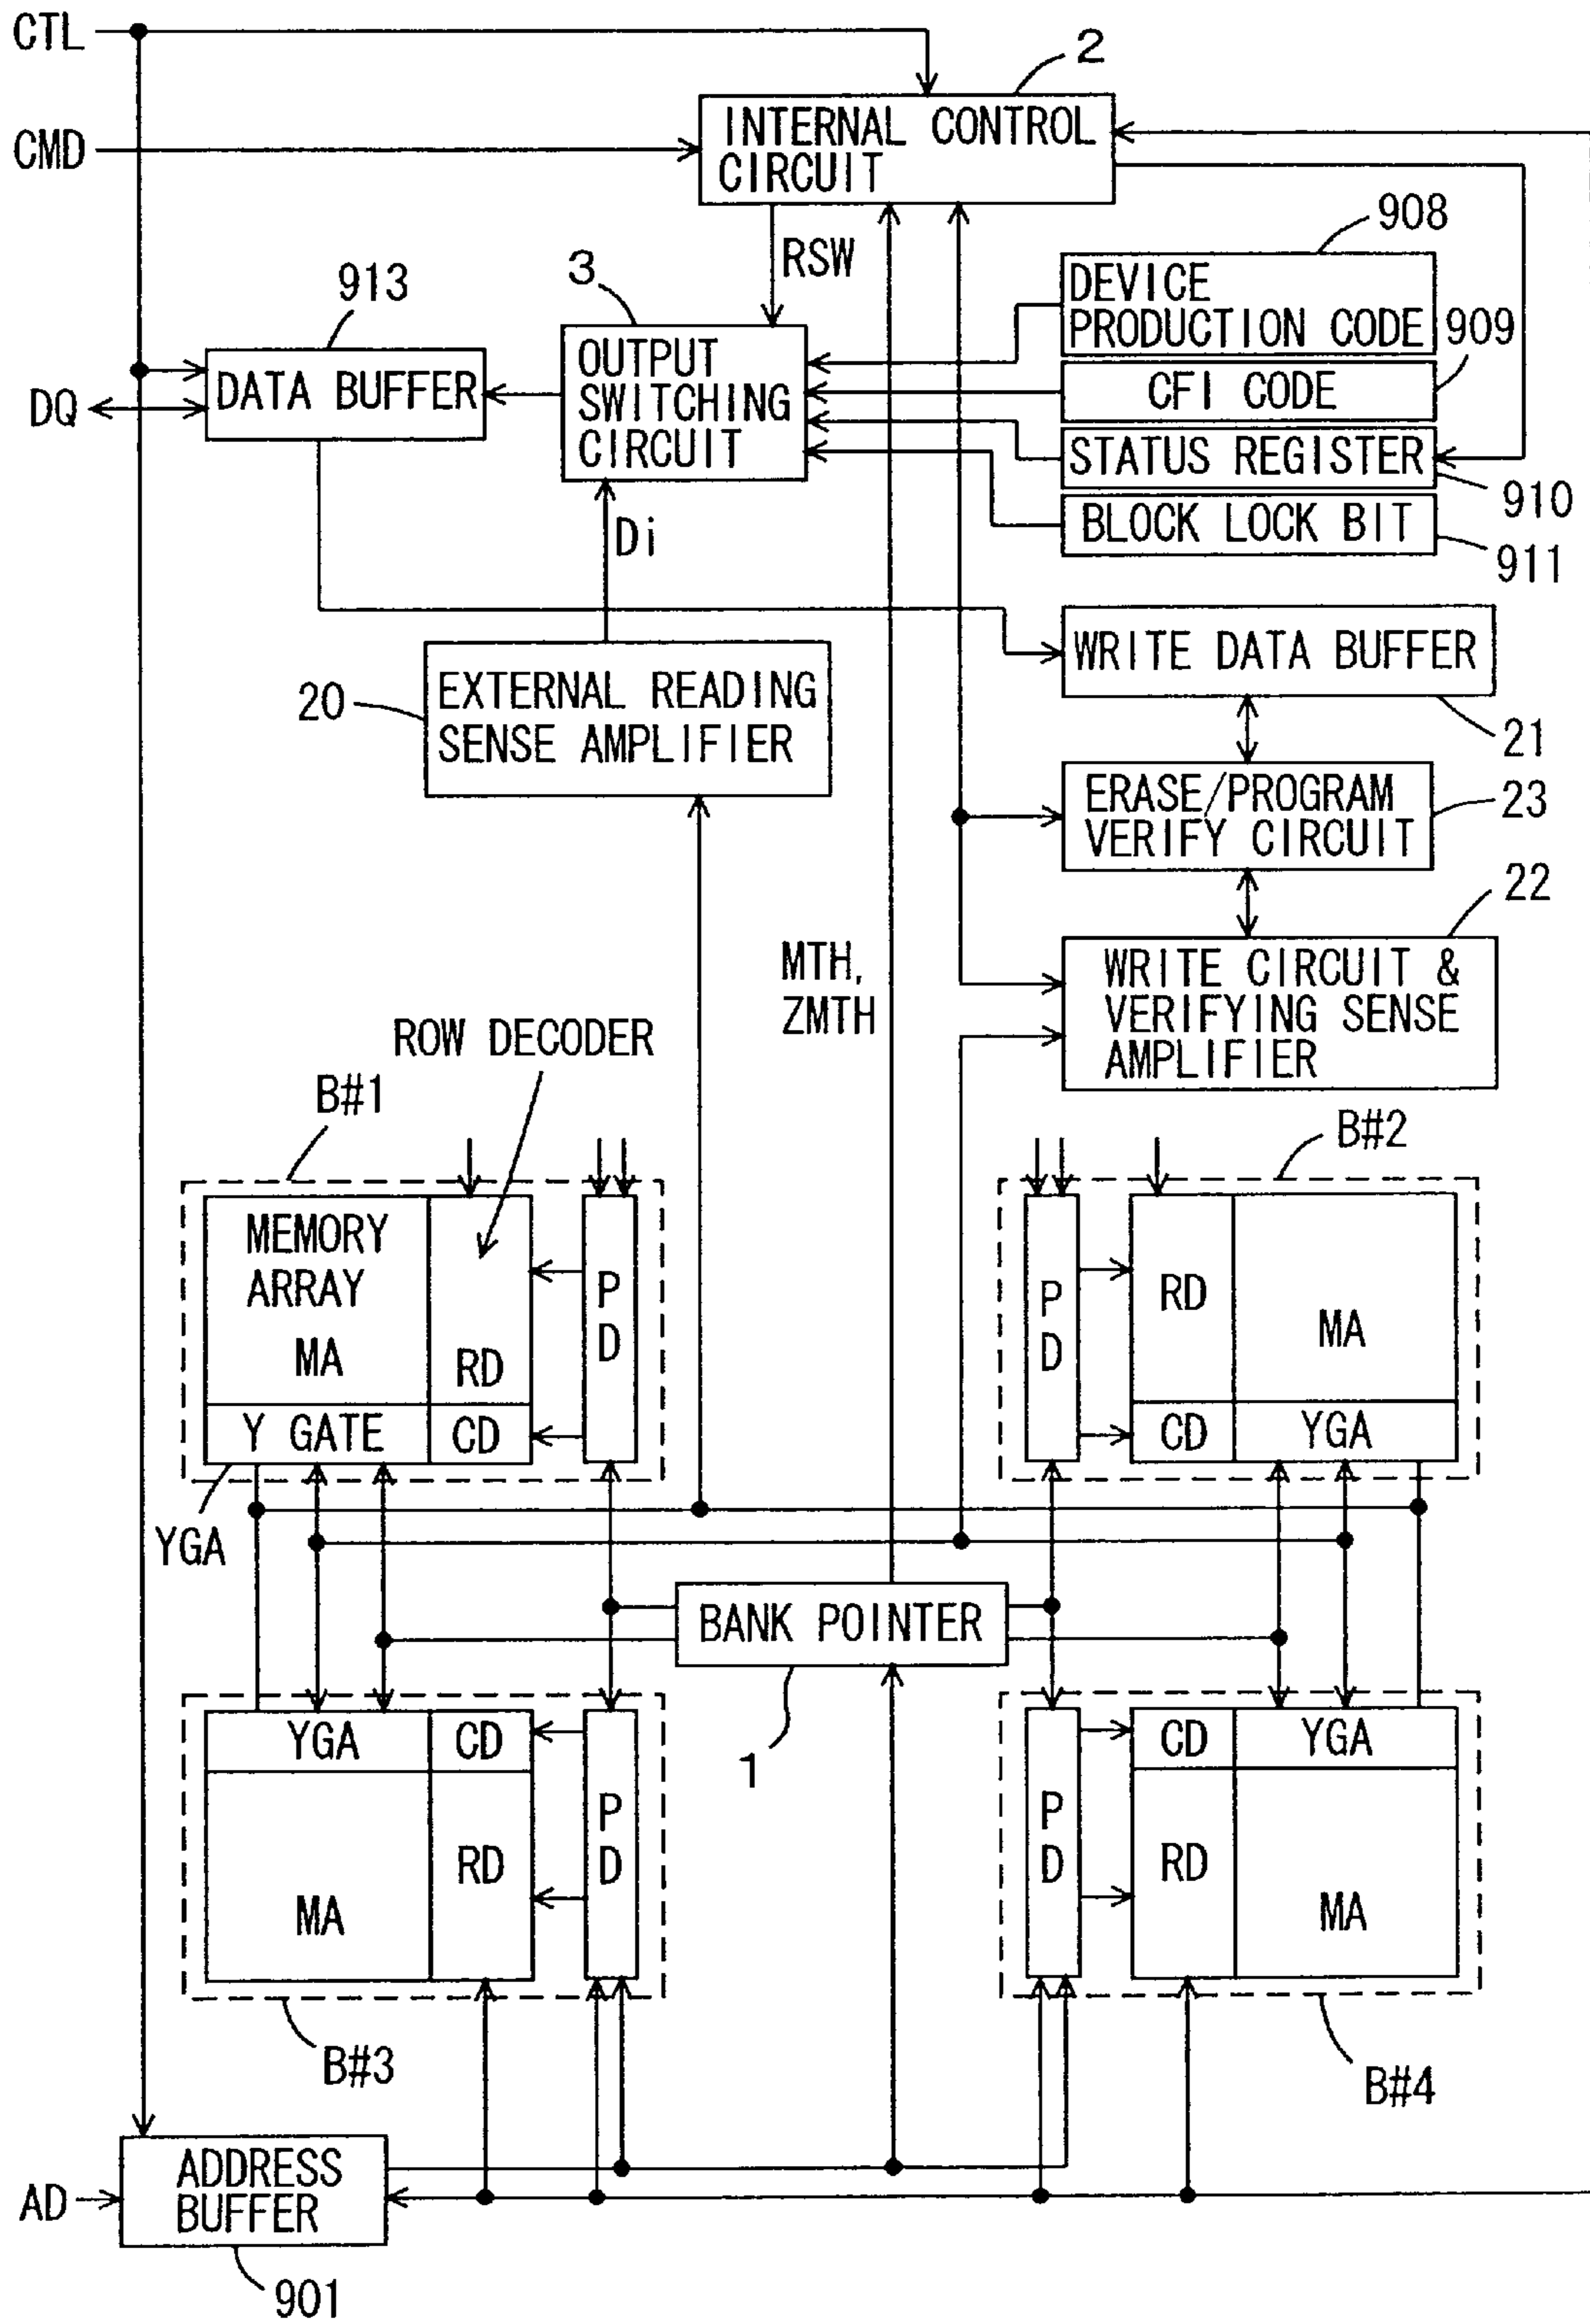 CTL
2
CMD
INTERNAL CONTROL
CIRCUIT
908
RSW
3
913
DEVICE
PRODUCTION CODE
909
OUTPUT
SWITCHING
CIRCUIT
DATA BUFFER
CFI CODE
DQ
STATUS REGISTER
910
BLOCK LOCK BIT
911
Di
WRITE DATA BUFFER
21
20
EXTERNAL READING
SENSE AMPLIFIER
ERASE/PROGRAM
VERIFY CIRCUIT
23
22
MTH,
ZMTH
WRITE CIRCUIT &
VERIFYING SENSE
AMPLIFIER
ROW DECODER
B#1
B#2
MEMORY
ARRAY
MA
RD
PD
Y GATE
CD
YGA
PD
RD
MA
CD
YGA
BANK POINTER
1
YGA
CD
PD
MA
RD
B#3
PD
CD
YGA
RD
MA
B#4
AD
ADDRESS
BUFFER
901